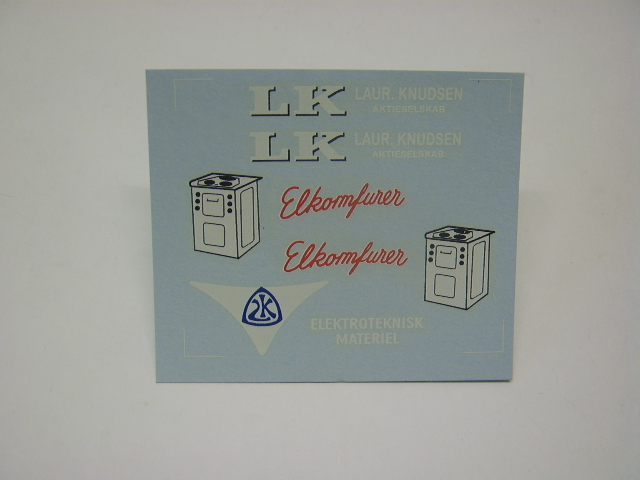 LK LAUR. KNUDSEN
AKTIESELSKAB
LK LAUR. KNUDSEN
AKTIESELSKAB
Elkomfurer
Elkomfurer
LK
ELEKTROTEKNISK
MATERIEL